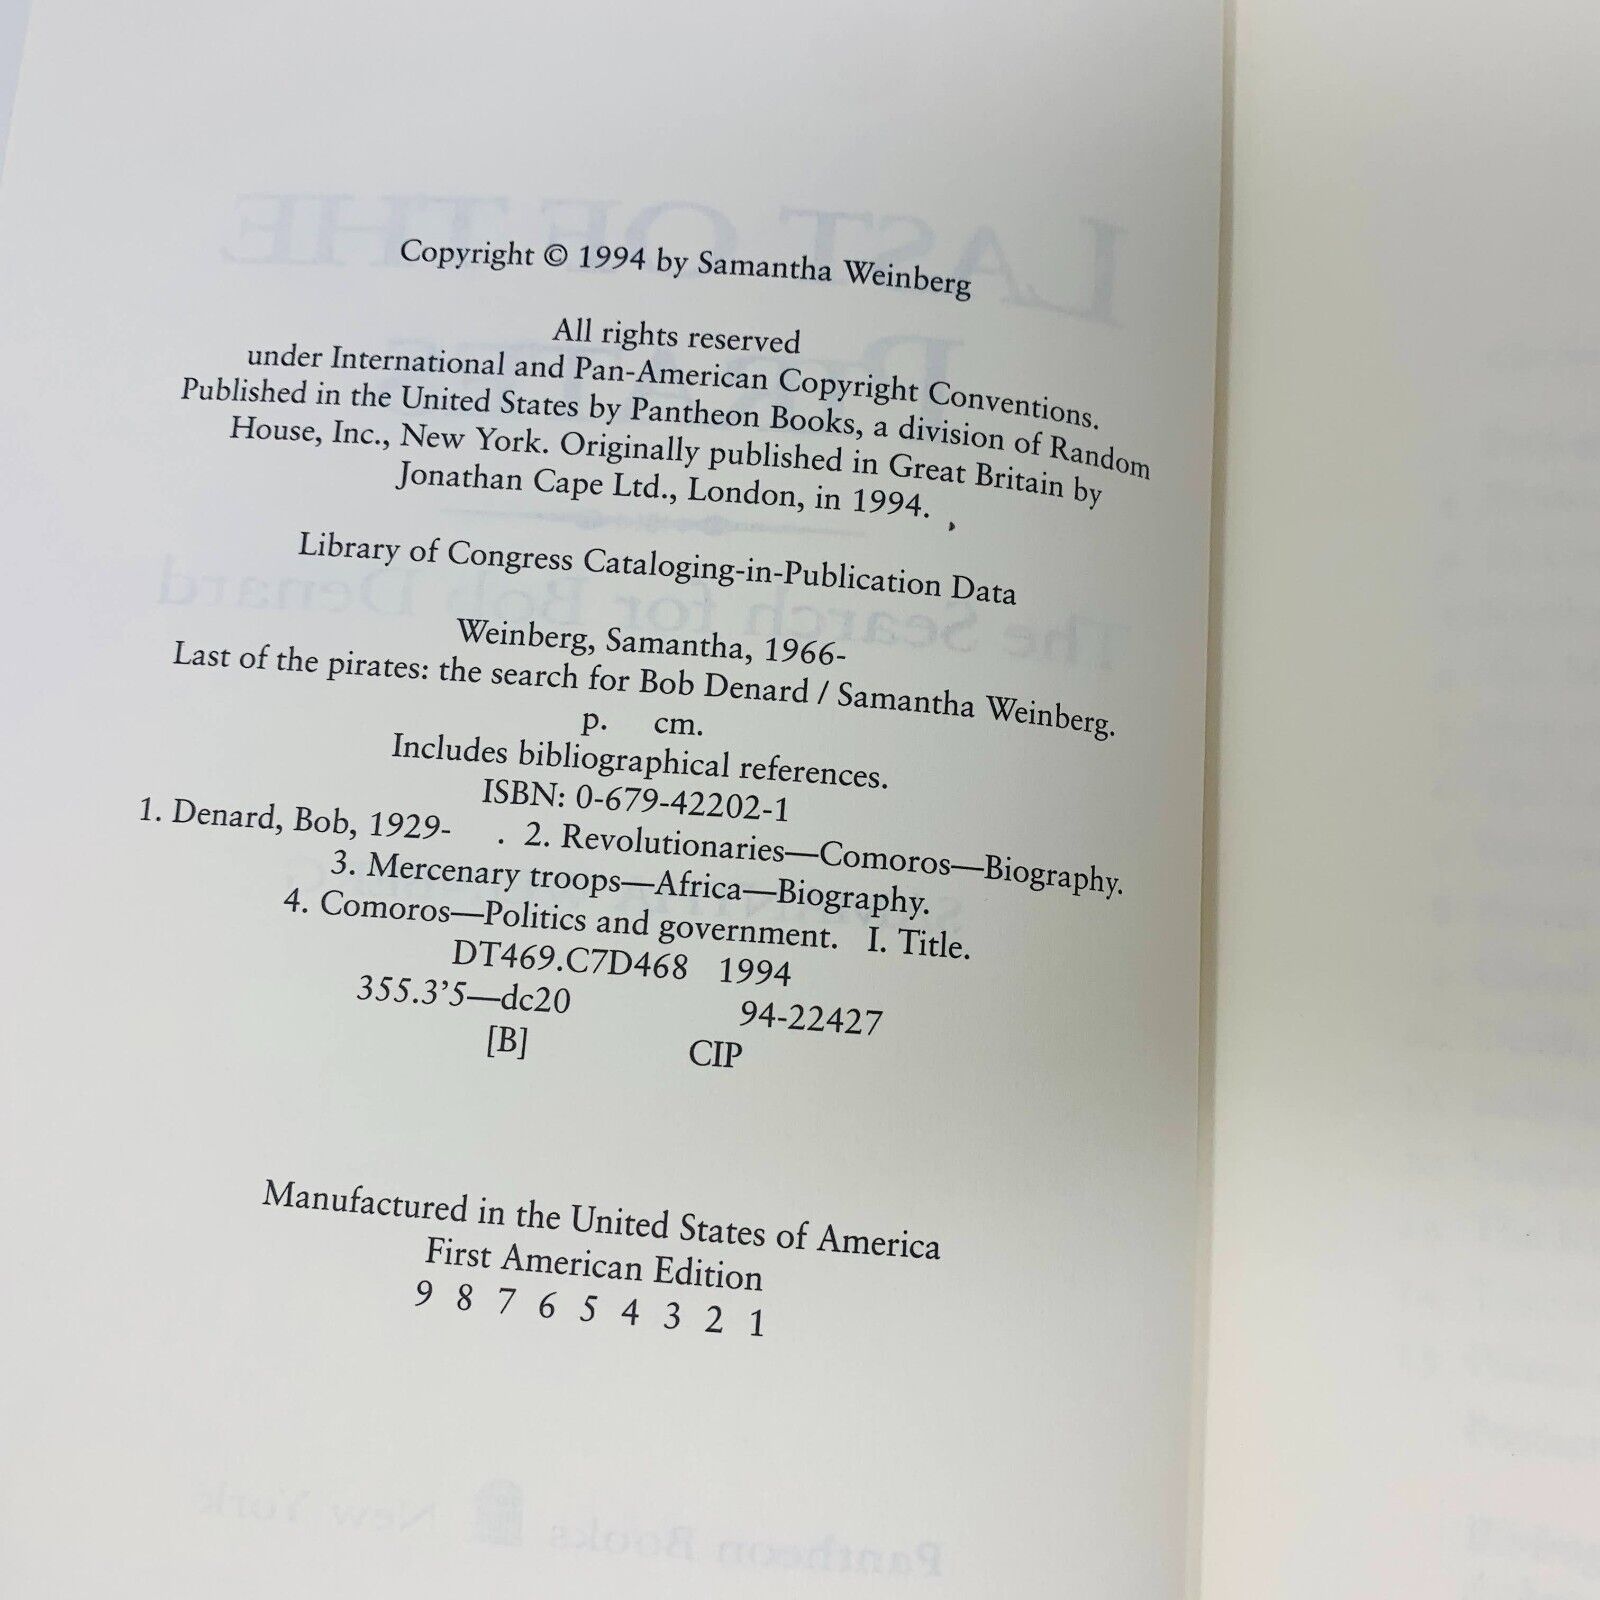 Copyright © 1994 by Samantha Weinberg
All rights reserved
under International and Pan-American Copyright Conventions.
Published in the United States by Pantheon Books, a division of Random
House, Inc., New York. Originally published in Great Britain by
Jonathan Cape Ltd., London, in 1994.
Library of Congress Cataloging-in-Publication Data
Weinberg, Samantha, 1966-
Last of the pirates: the search for Bob Denard / Samantha Weinberg.
p. cm.
Includes bibliographical references.
ISBN: 0-679-42202-1
1. Denard, Bob, 1929- . 2. Revolutionaries—Comoros—Biography.
3. Mercenary troops—Africa—Biography.
4. Comoros—Politics and government. I. Title.
DT469.C7D468 1994
355.3'5—dc20 94-22427
[B] CIP
Manufactured in the United States of America
First American Edition
9 8 7 6 5 4 3 2 1